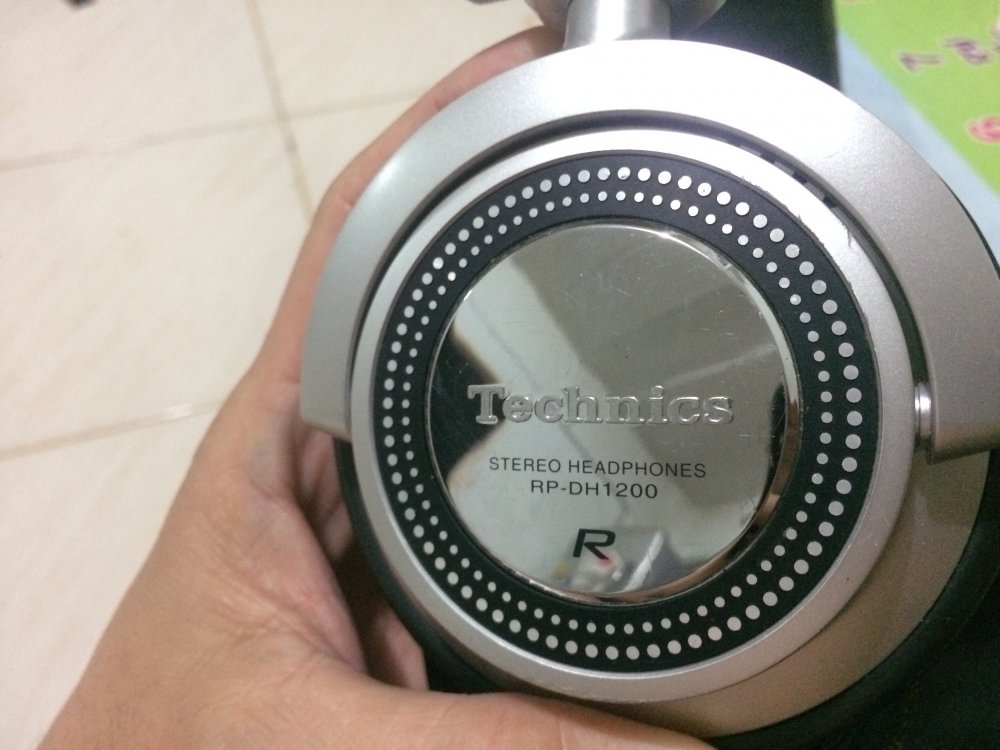 Technics
STEREO HEADPHONES
RP-DH1200
R